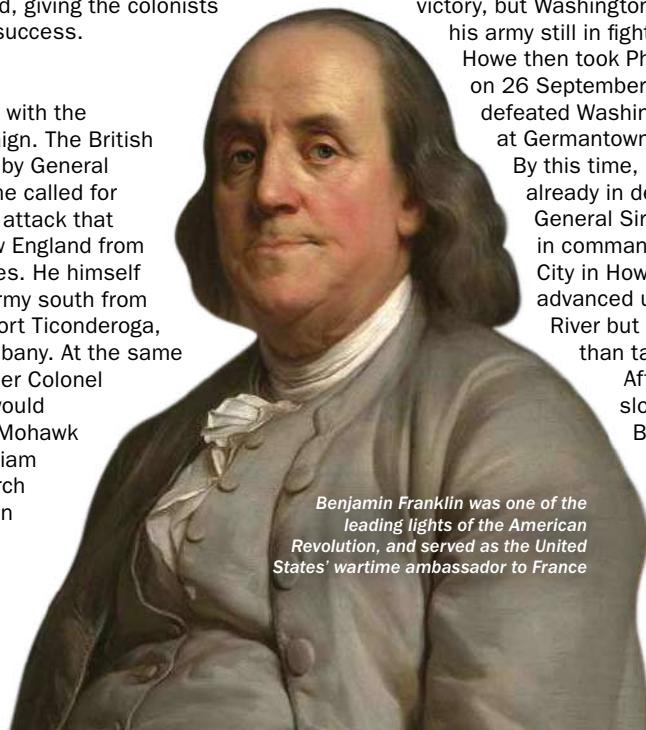 d, giving the colonists
success.
with the
aign. The British
by General
ne called for
attack that
w England from
es. He himself
rmy south from
ort Ticonderoga,
bany. At the same
er Colonel
would
Mohawk
iam
rch
n
victory, but Washington
his army still in fight
Howe then took Ph
on 26 September
defeated Washin
at Germantown
By this time,
already in de
General Sir
in comman
City in How
advanced u
River but
than ta
Aft
slo
B
Benjamin Franklin was one of the
leading lights of the American
Revolution, and served as the United
States' wartime ambassador to France